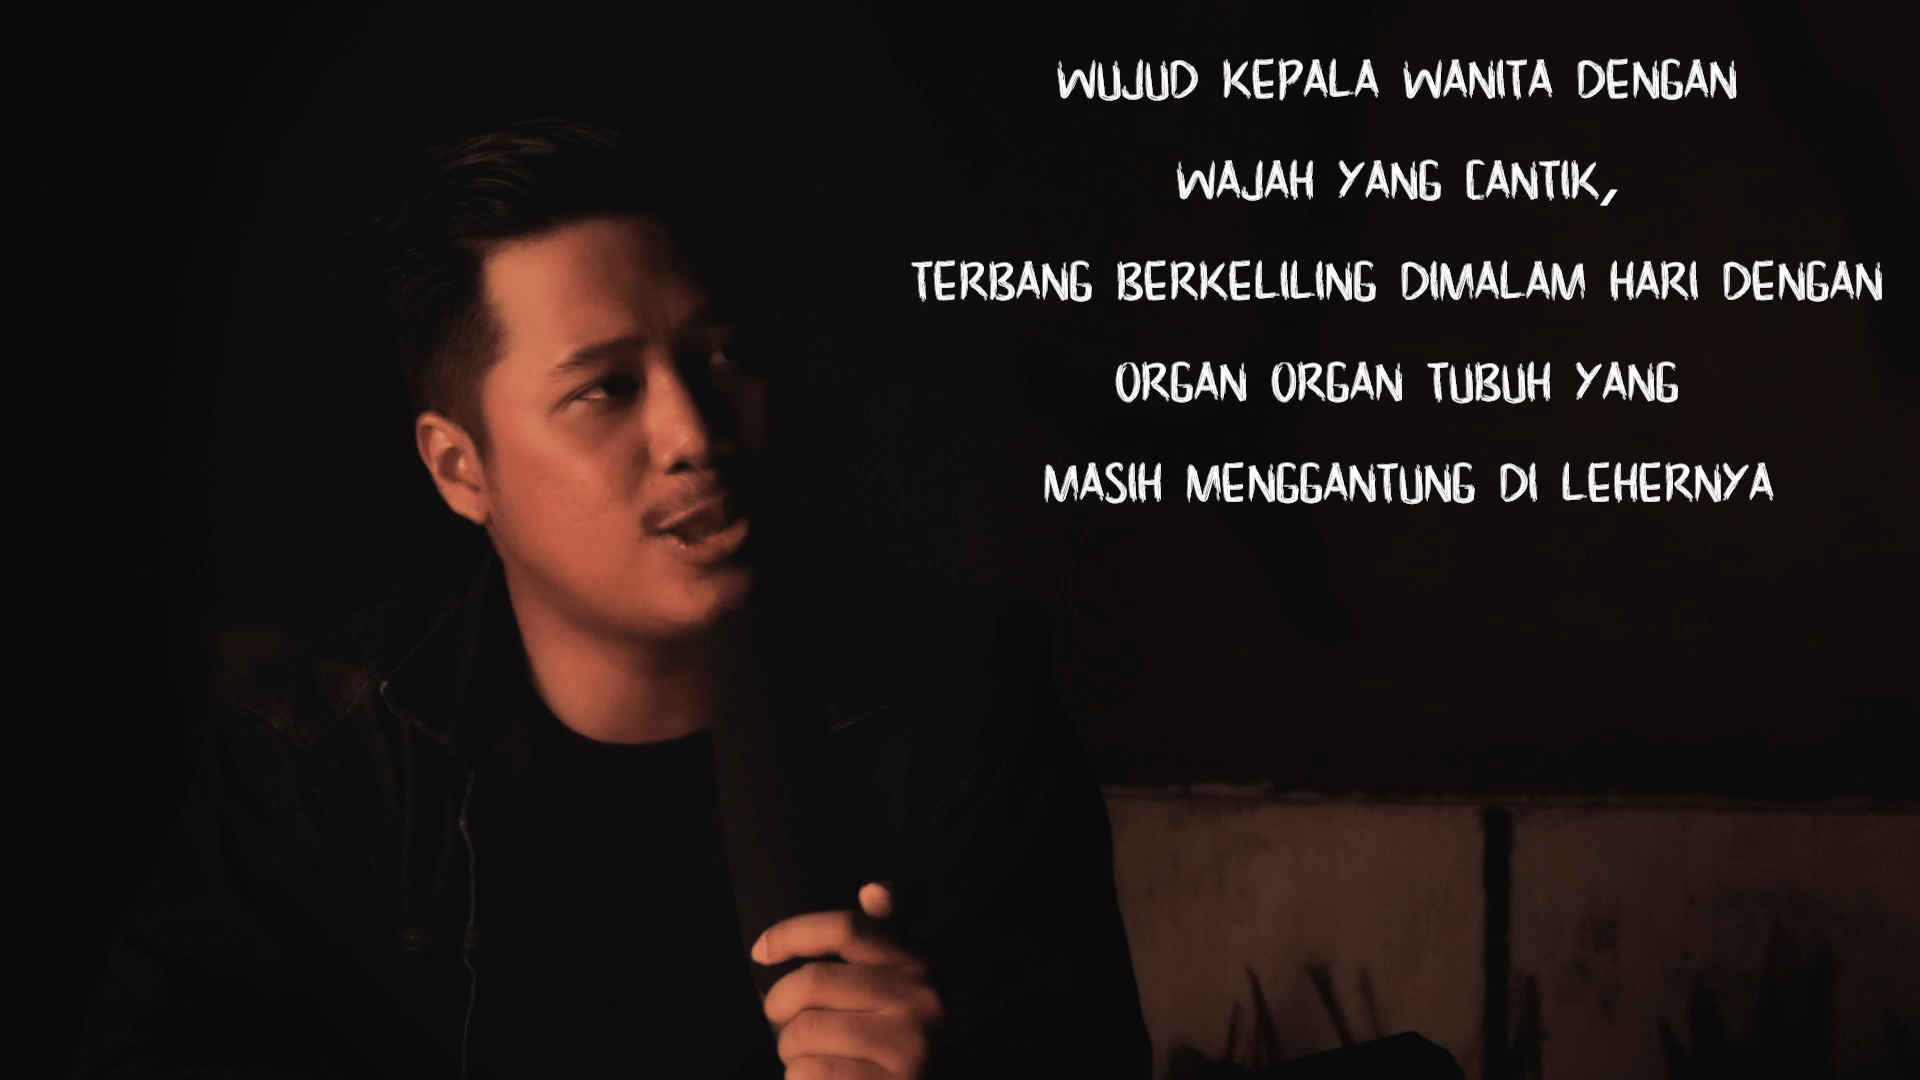 WUJUD KEPALA WANITA DENGAN
WAJAH YANG CANTIK,
TERBANG BERKELILING DIMALAM HARI DENGAN
ORGAN ORGAN TUBUH YANG
MASIH MENGGANTUNG DI LEHERNYA